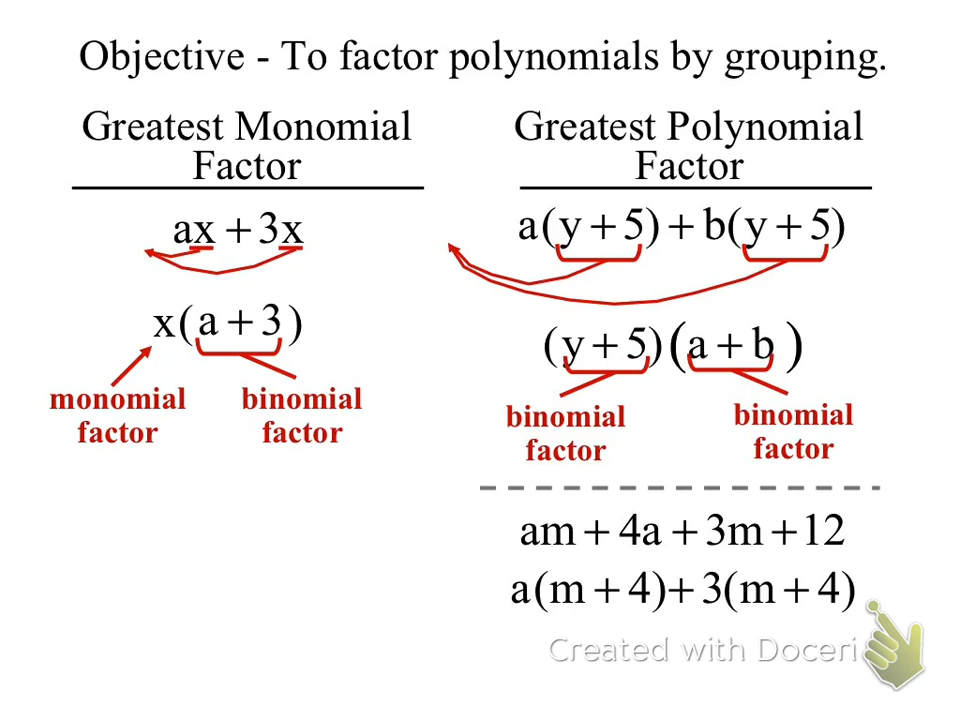 Objective - To factor polynomials by grouping.
Greatest Monomial
Factor
ax + 3x
x(a + 3)
monomial
factor
binomial
factor
Greatest Polynomial
Factor
a(y + 5) + b(y + 5)
(y + 5)(a + b)
binomial
factor
binomial
factor
am + 4a + 3m + 12
a(m + 4) + 3(m + 4)
Created with Doceri